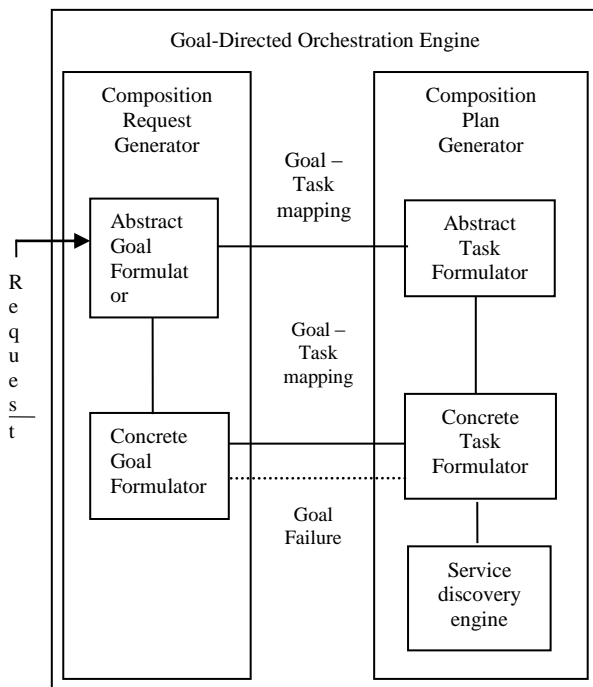 Goal-Directed Orchestration Engine
Composition
Request
Generator
Composition
Plan
Generator
Goal –
Task
mapping
Abstract
Goal
Formulat
or
Abstract
Task
Formulator
R
e
q
u
e
s
t
Goal –
Task
mapping
Concrete
Goal
Formulator
Concrete
Task
Formulator
Goal
Failure
Service
discovery
engine